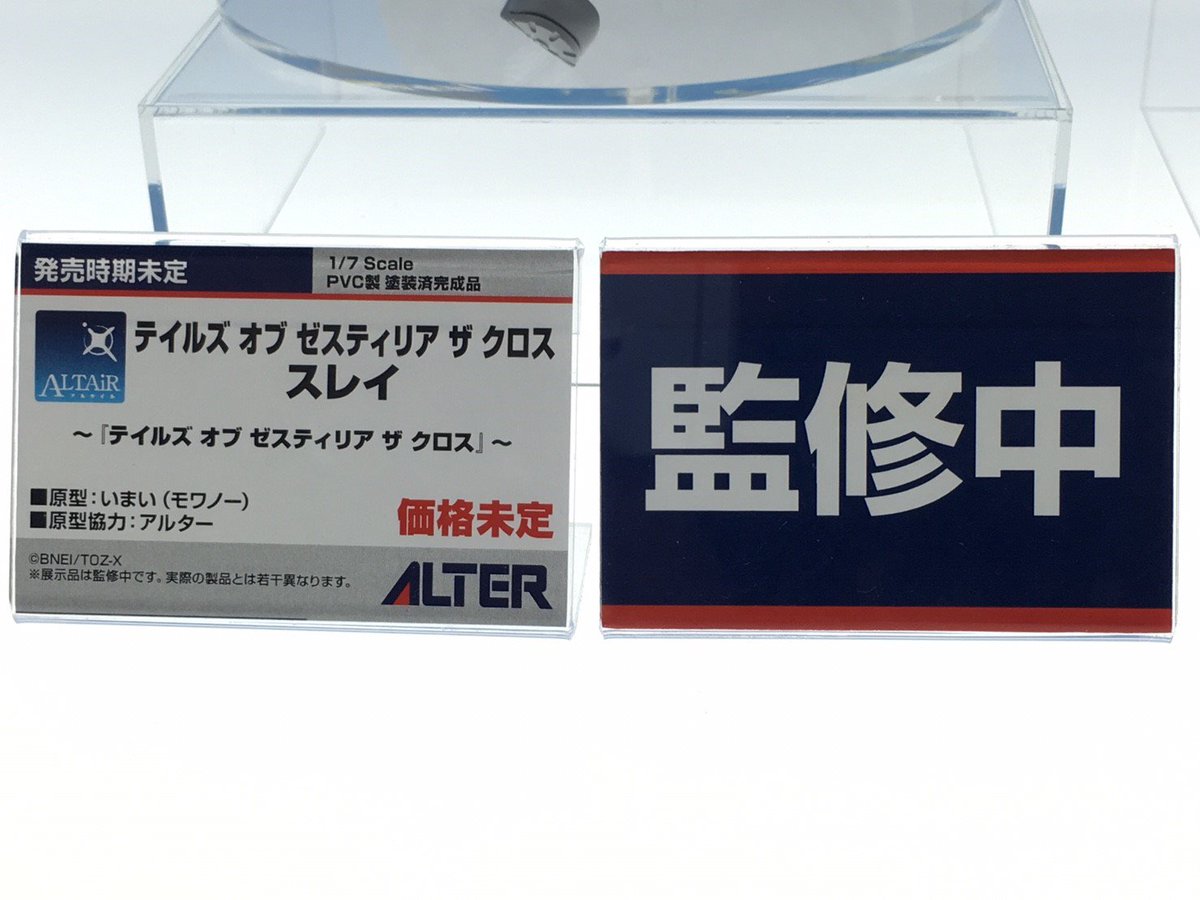 発売時期未定
1/7 Scale
PVC製 塗装済完成品
ALTAiR
アルタイル
テイルズ オブ ゼスティリア ザ クロス
スレイ
～『テイルズ オブ ゼスティリア ザ クロス』～
■原型：いまい（モワノー）
■原型協力：アルター
価格未定
©BNEI/TOZ-X
※展示品は監修中です。実際の製品とは若干異なります。
ALTER
監修中